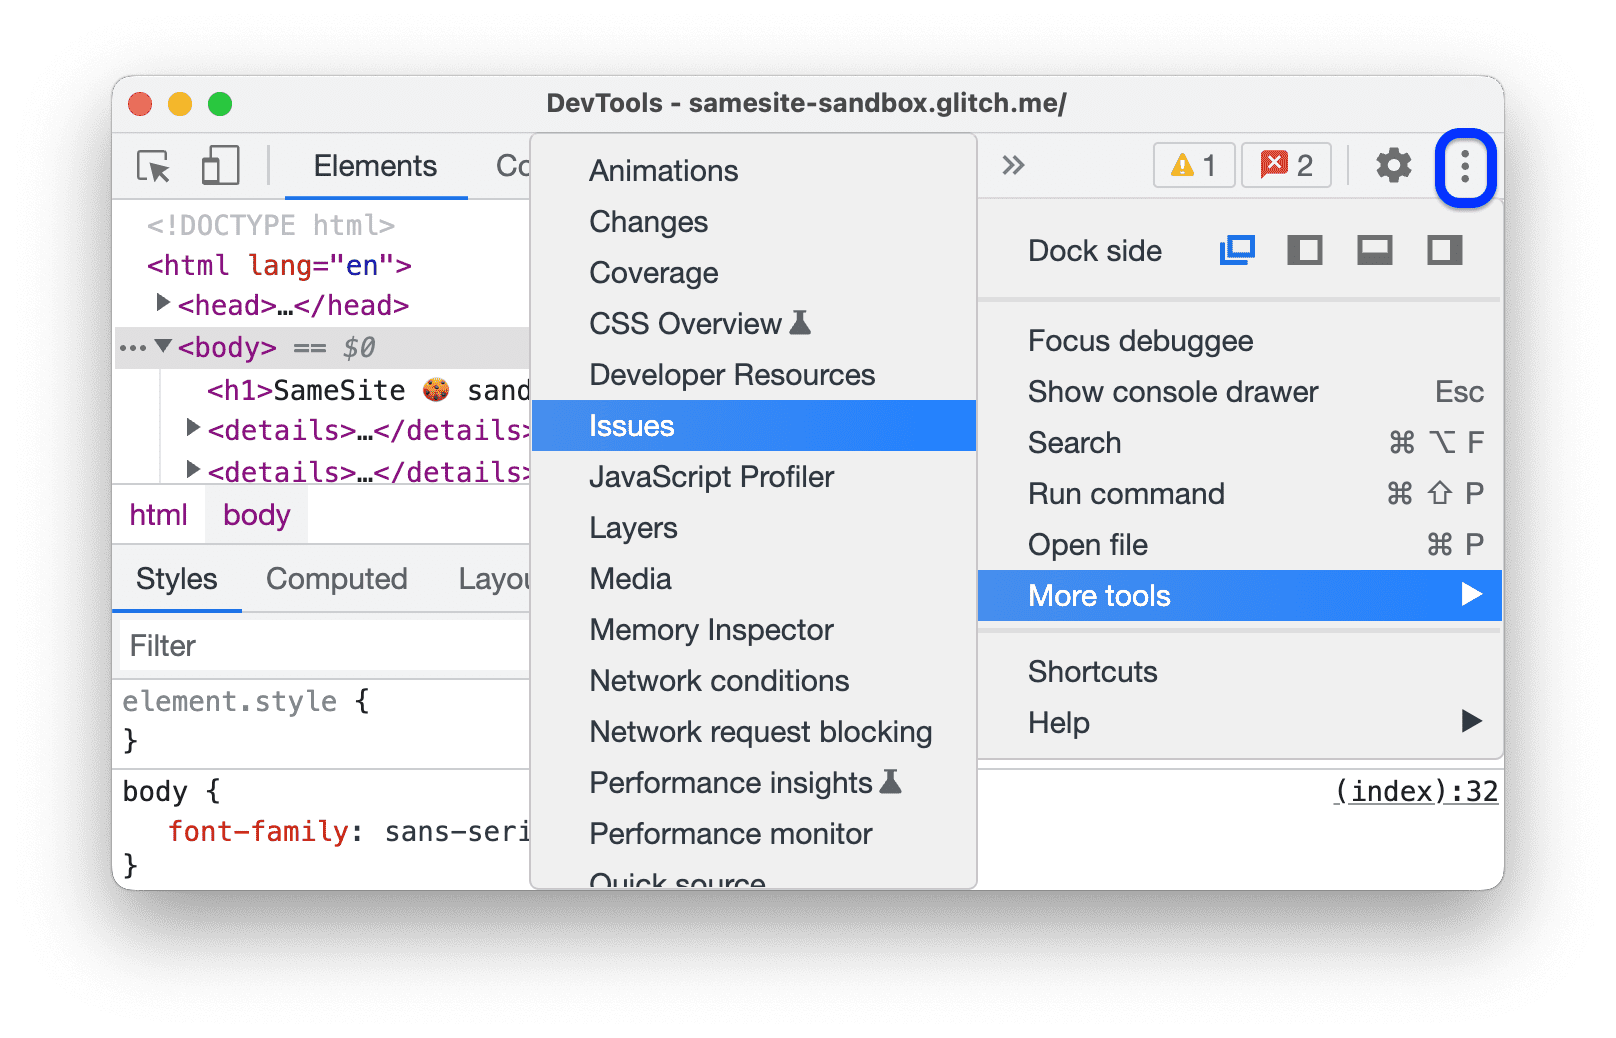 DevTools - samesite-sandbox.glitch.me/
Elements
Co
1
2
<!DOCTYPE html>
<html lang="en">
<head>…</head>
<body> == $0
<h1>SameSite 🍪 sand
<details>…</details>
<details>…</details>
html body
Styles Computed Layou
Filter
element.style {
}
body {
font-family: sans-seri
}
(index):32
Animations
Changes
Coverage
CSS Overview
Developer Resources
Issues
JavaScript Profiler
Layers
Media
Memory Inspector
Network conditions
Network request blocking
Performance insights
Performance monitor
Quick source
Dock side
Focus debuggee
Show console drawer Esc
Search ⌘ ⌥ F
Run command ⌘ ⇧ P
Open file ⌘ P
More tools
Shortcuts
Help